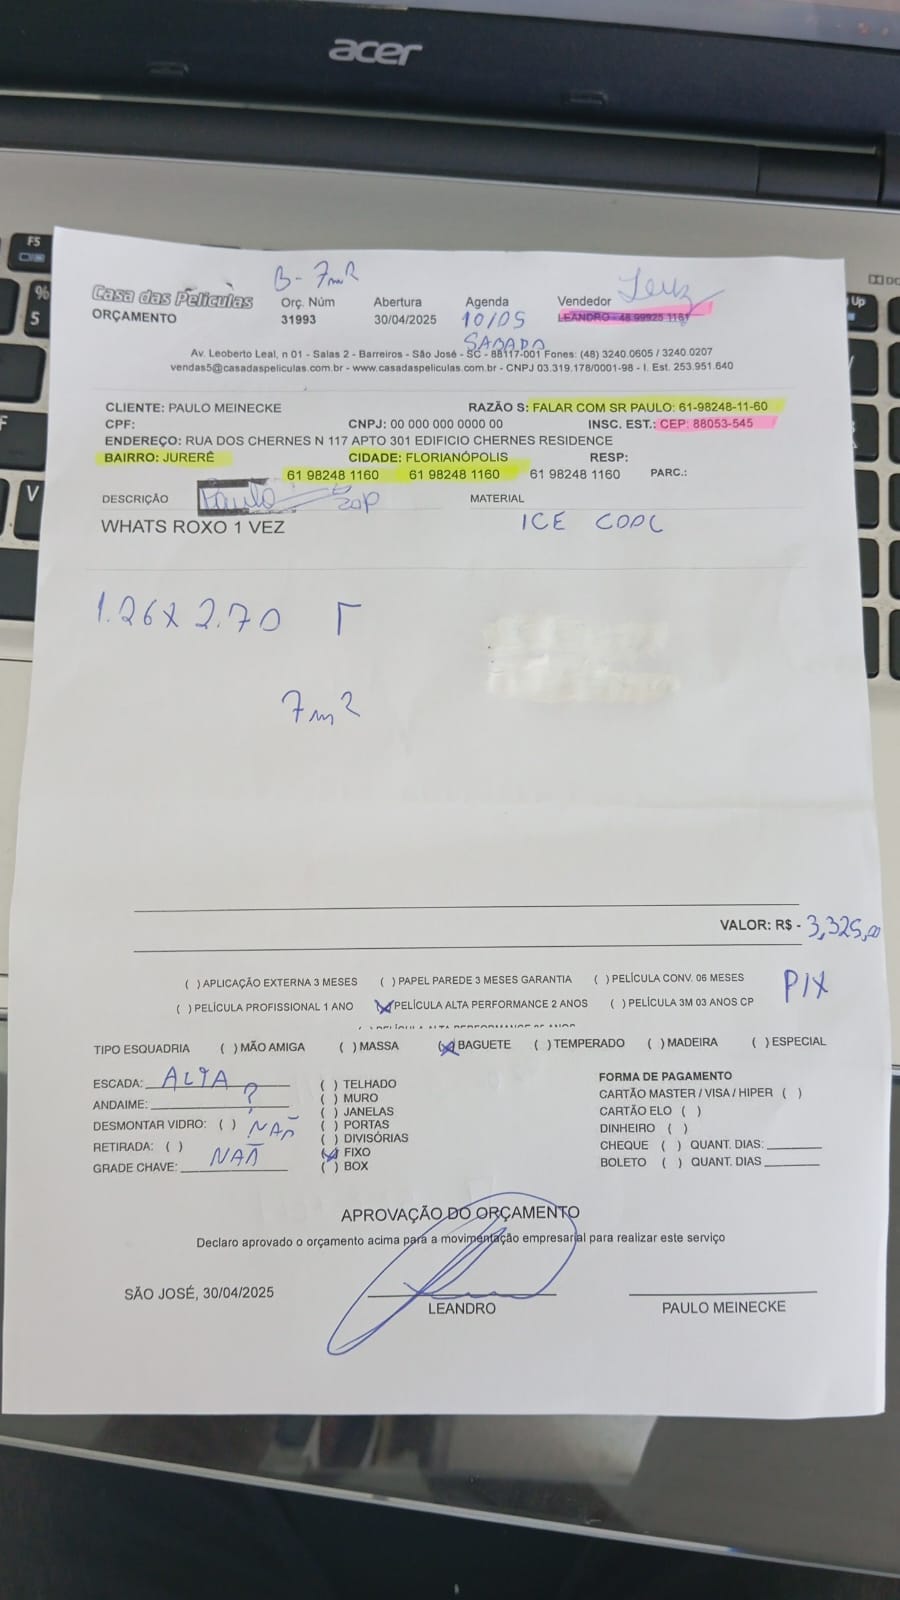 acer
F5
%
5
F
V
Up
B- 7m2
Casa das Películas
Orç. Núm Abertura Agenda Vendedor
ORÇAMENTO 31993 30/04/2025 10/05 LEANDRO - 48 99925 1161
SABADO
Av. Leoberto Leal, n 01 - Salas 2 - Barreiros - São José - SC - 88117-001 Fones: (48) 3240.0605 / 3240.0207
vendas5@casadaspeliculas.com.br - www.casadaspeliculas.com.br - CNPJ 03.319.178/0001-98 - I. Est. 253.951.640
CLIENTE: PAULO MEINECKE RAZÃO S: FALAR COM SR PAULO: 61-98248-11-60
CPF: CNPJ: 00 000 000 0000 00 INSC. EST.: CEP: 88053-545
ENDEREÇO: RUA DOS CHERNES N 117 APTO 301 EDIFICIO CHERNES RESIDENCE
BAIRRO: JURERÊ CIDADE: FLORIANÓPOLIS RESP:
61 98248 1160 61 98248 1160 61 98248 1160 PARC.:
DESCRIÇÃO Paulo zap MATERIAL
WHATS ROXO 1 VEZ ICE COOL
1.26 X 2.70 Γ
7m2
VALOR: R$ - 3,325,00
( ) APLICAÇÃO EXTERNA 3 MESES ( ) PAPEL PAREDE 3 MESES GARANTIA ( ) PELÍCULA CONV. 06 MESES PIX
( ) PELÍCULA PROFISSIONAL 1 ANO (X) PELÍCULA ALTA PERFORMANCE 2 ANOS ( ) PELÍCULA 3M 03 ANOS CP
TIPO ESQUADRIA ( ) MÃO AMIGA ( ) MASSA (X) BAGUETE ( ) TEMPERADO ( ) MADEIRA ( ) ESPECIAL
ESCADA: ALTA
ANDAIME: ?
DESMONTAR VIDRO: ( ) NAÕ
RETIRADA: ( )
GRADE CHAVE: NAÕ
( ) TELHADO
( ) MURO
( ) JANELAS
( ) PORTAS
( ) DIVISÓRIAS
(X) FIXO
( ) BOX
FORMA DE PAGAMENTO
CARTÃO MASTER / VISA / HIPER ( )
CARTÃO ELO ( )
DINHEIRO ( )
CHEQUE ( ) QUANT. DIAS:
BOLETO ( ) QUANT. DIAS
APROVAÇÃO DO ORÇAMENTO
Declaro aprovado o orçamento acima para a movimentação empresarial para realizar este serviço
SÃO JOSÉ, 30/04/2025
LEANDRO PAULO MEINECKE